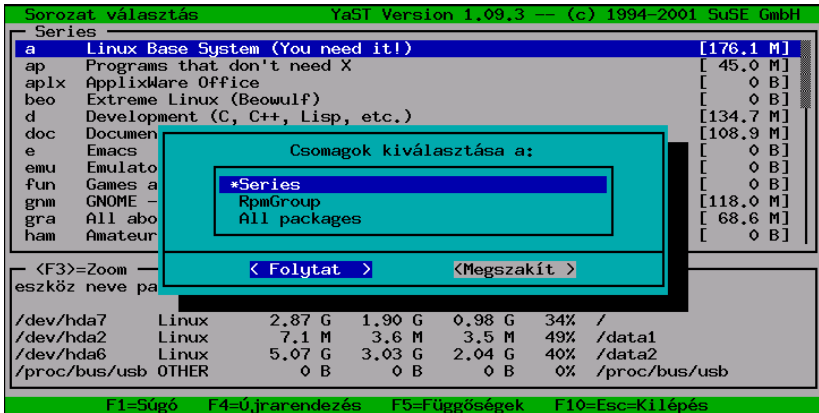 Sorozat választás YaST Version 1.09.3 -- (c) 1994-2001 SuSE GmbH
Series
a Linux Base System (You need it!) [176.1 M]
ap Programs that don't need X [ 45.0 M]
aplx ApplixWare Office [ 0 B]
beo Extreme Linux (Beowulf) [ 0 B]
d Development (C, C++, Lisp, etc.) [134.7 M]
doc Documen [108.9 M]
e Emacs [ 0 B]
emu Emulato [ 0 B]
fun Games a [ 0 B]
gnm GNOME - [118.0 M]
gra All abo [ 68.6 M]
ham Amateur [ 0 B]
Csomagok kiválasztása a:
*Series
RpmGroup
All packages
< Folytat > <Megszakít >
<F3>=Zoom
eszköz neve pa
/dev/hda7 Linux 2.87 G 1.90 G 0.98 G 34% /
/dev/hda2 Linux 7.1 M 3.6 M 3.5 M 49% /data1
/dev/hda6 Linux 5.07 G 3.03 G 2.04 G 40% /data2
/proc/bus/usb OTHER 0 B 0 B 0 B 0% /proc/bus/usb
F1=Súgó F4=Újrarendezés F5=Függőségek F10=Esc=Kilépés